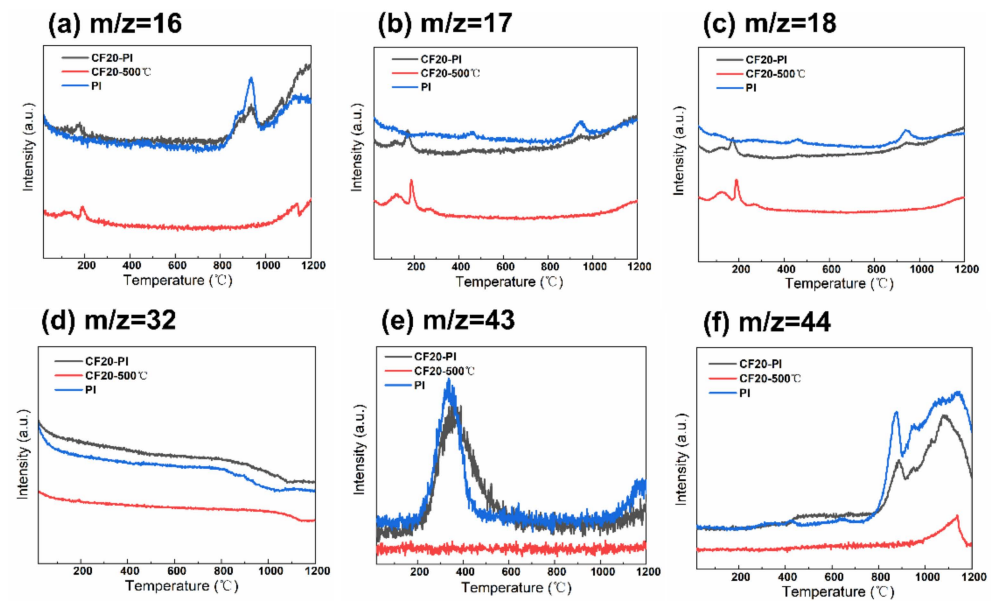 (a) m/z=16
(b) m/z=17
(c) m/z=18
CF20-PI
CF20-500℃
PI
Intensity (a.u.)
200 400 600 800 1000 1200
Temperature (℃)
CF20-PI
CF20-500℃
PI
Intensity (a.u.)
200 400 600 800 1000 1200
Temperature (℃)
CF20-PI
CF20-500℃
PI
Intensity (a.u.)
200 400 600 800 1000 1200
Temperature (℃)
(d) m/z=32
(e) m/z=43
(f) m/z=44
CF20-PI
CF20-500℃
PI
Intensity (a.u.)
200 400 600 800 1000 1200
Temperature (℃)
CF20-PI
CF20-500℃
PI
Intensity (a.u.)
200 400 600 800 1000 1200
Temperature (℃)
CF20-PI
CF20-500℃
PI
Intensity (a.u.)
200 400 600 800 1000 1200
Temperature (℃)